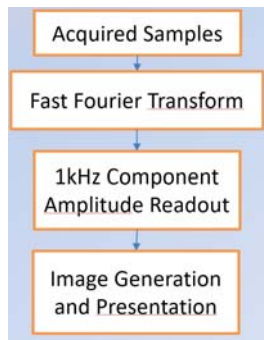 Acquired Samples
Fast Fourier Transform
1kHz Component
Amplitude Readout
Image Generation
and Presentation